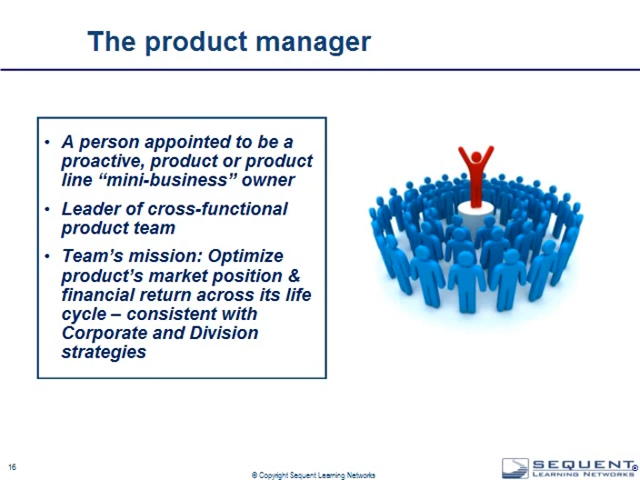 The product manager
• A person appointed to be a
proactive, product or product
line “mini-business” owner
• Leader of cross-functional
product team
• Team’s mission: Optimize
product’s market position &
financial return across its life
cycle – consistent with
Corporate and Division
strategies
16
© Copyright Sequent Learning Networks
SEQUENT®
LEARNING NETWORKS